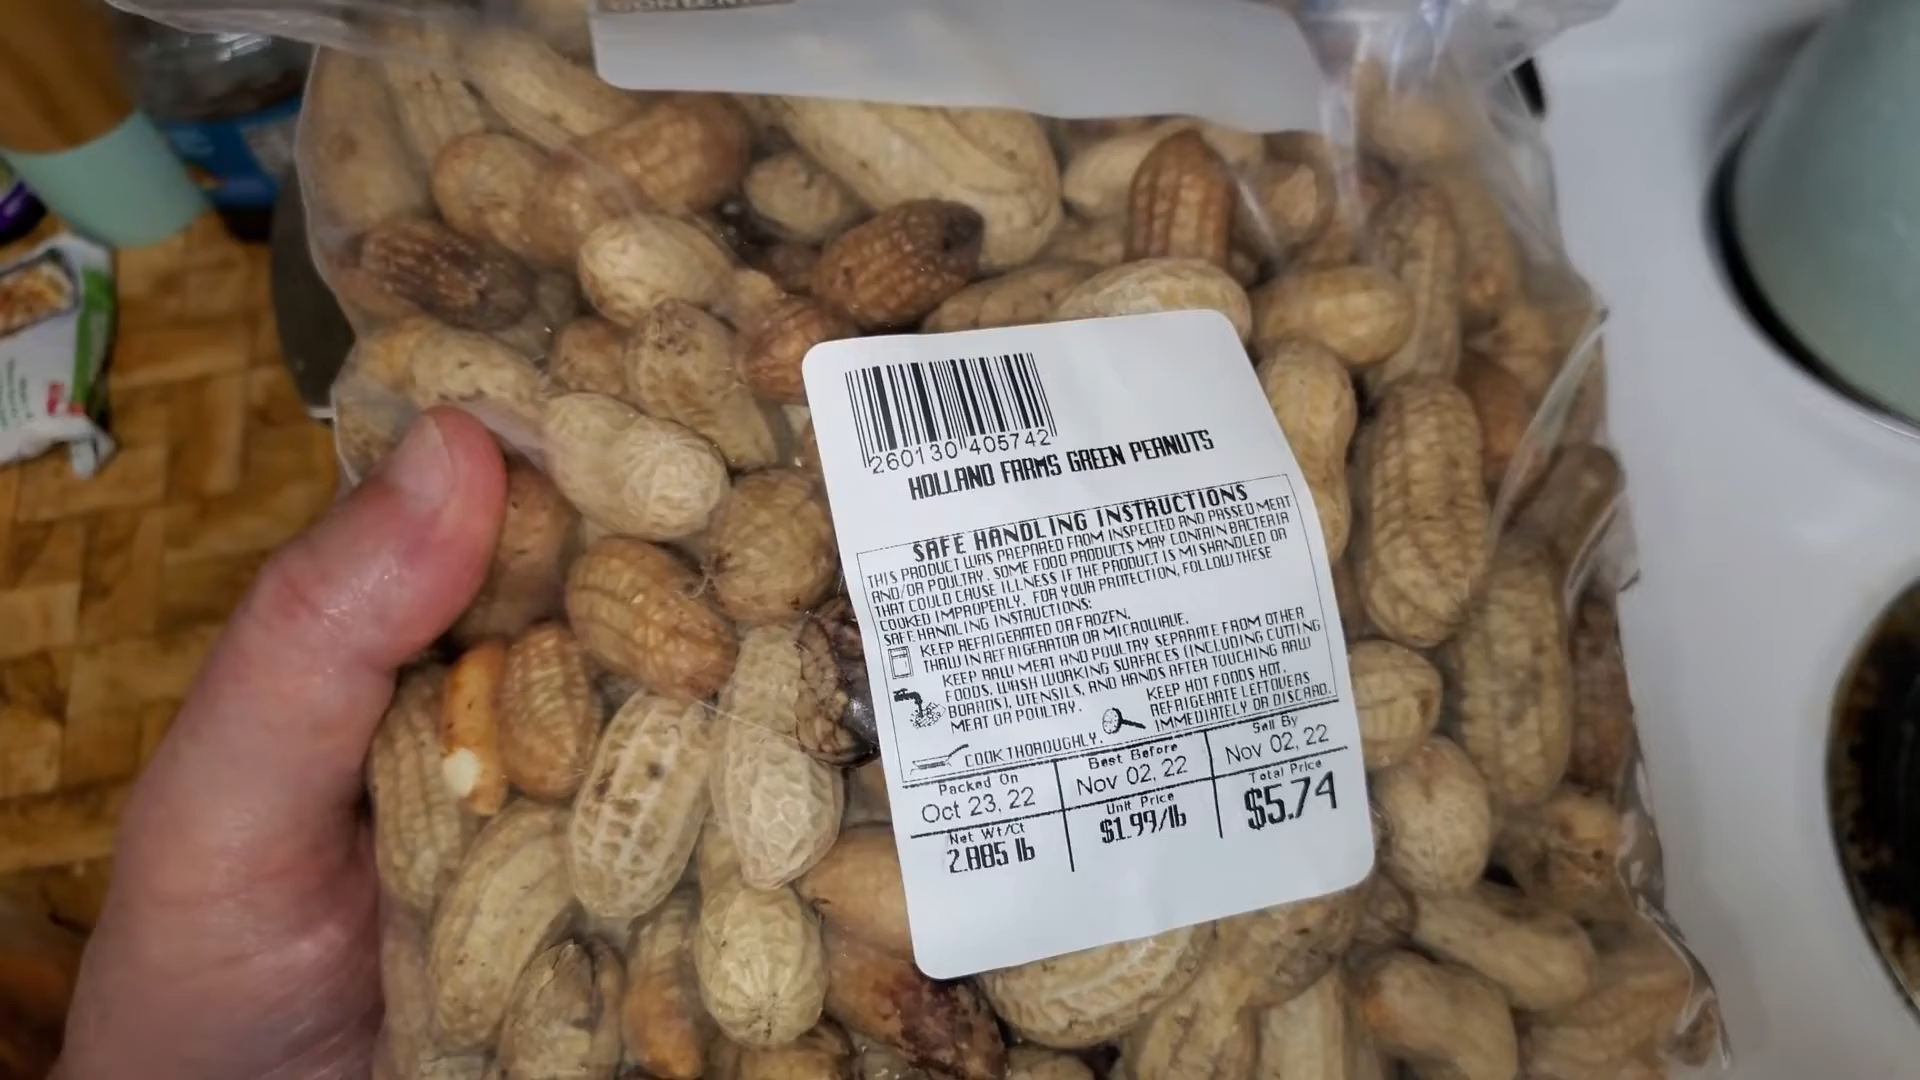 CONTENT
260130 405742
HOLLAND FARMS GREEN PEANUTS
SAFE HANDLING INSTRUCTIONS
THIS PRODUCT WAS PREPARED FROM INSPECTED AND PASSED MEAT
AND/OR POULTRY. SOME FOOD PRODUCTS MAY CONTAIN BACTERIA
THAT COULD CAUSE ILLNESS IF THE PRODUCT IS MISHANDLED OR
COOKED IMPROPERLY. FOR YOUR PROTECTION, FOLLOW THESE
SAFE HANDLING INSTRUCTIONS:
KEEP REFRIGERATED OR FROZEN.
THAW IN REFRIGERATOR OR MICROWAVE.
KEEP RAW MEAT AND POULTRY SEPARATE FROM OTHER
FOODS. WASH WORKING SURFACES (INCLUDING CUTTING
BOARDS), UTENSILS, AND HANDS AFTER TOUCHING RAW
MEAT OR POULTRY.
KEEP HOT FOODS HOT.
REFRIGERATE LEFTOVERS
IMMEDIATELY OR DISCARD.
COOK THOROUGHLY.
Packed On
Oct 23, 22
Best Before
Nov 02, 22
Sell By
Nov 02, 22
Net Wt/Ct
2.885 lb
Unit Price
$1.99/lb
Total Price
$5.74